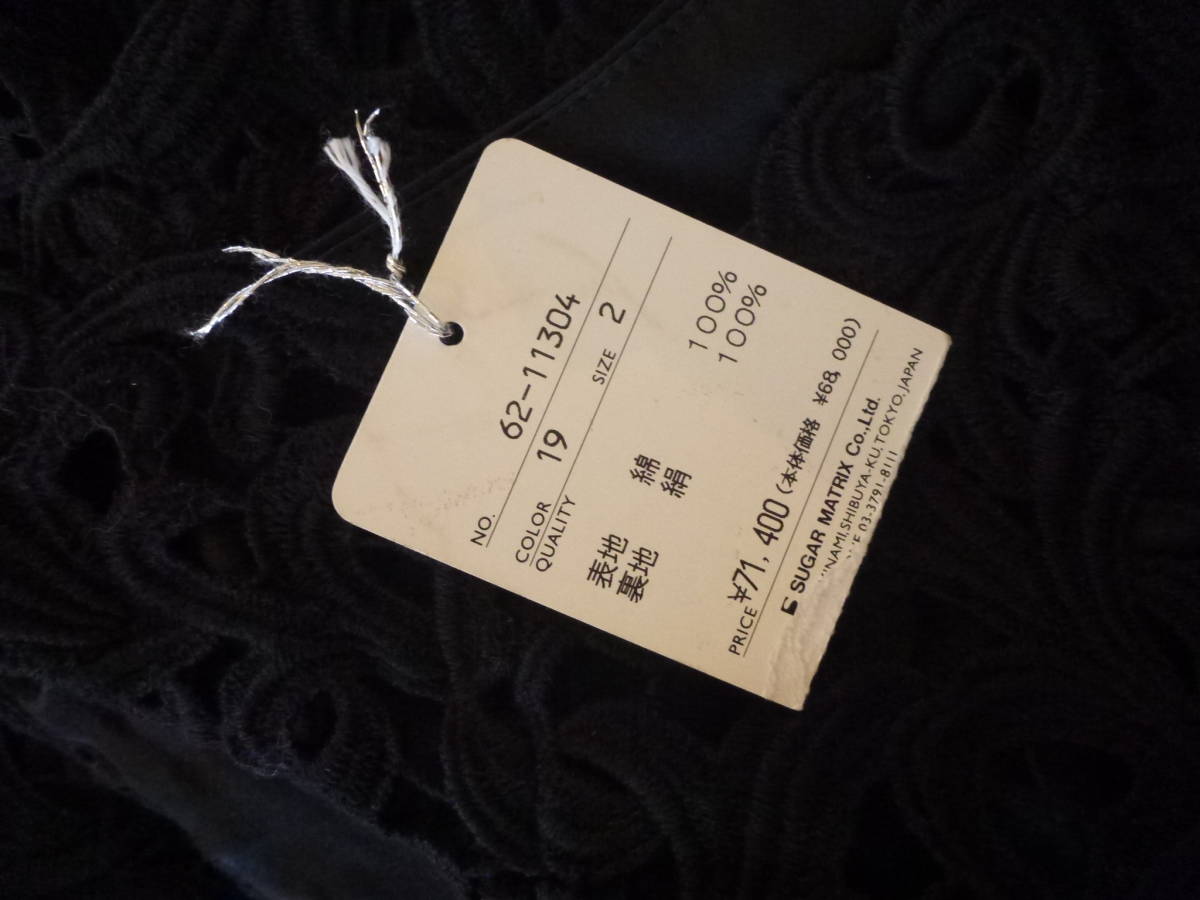 NO. 62-11304
COLOR 19 SIZE 2
QUALITY
表地 綿 100%
裏地 絹 100%
PRICE ¥71,400 (本体価格 ¥68,000)
SUGAR MATRIX Co.,Ltd.
SHIBUYA-KU,TOKYO,JAPAN
03-3791-8111